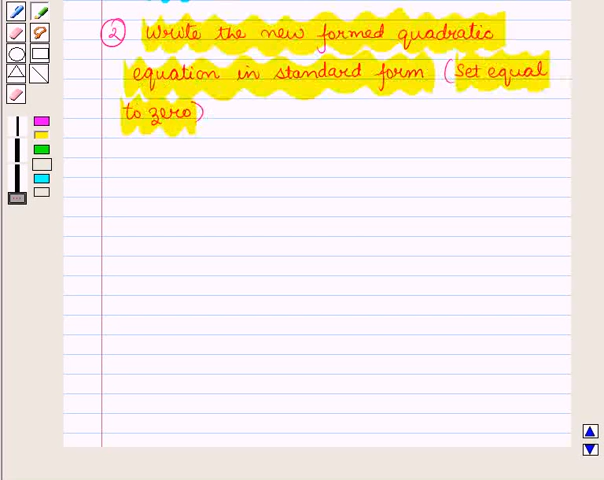 ② Write the new formed quadratic
equation in standard form (Set equal
to zero)